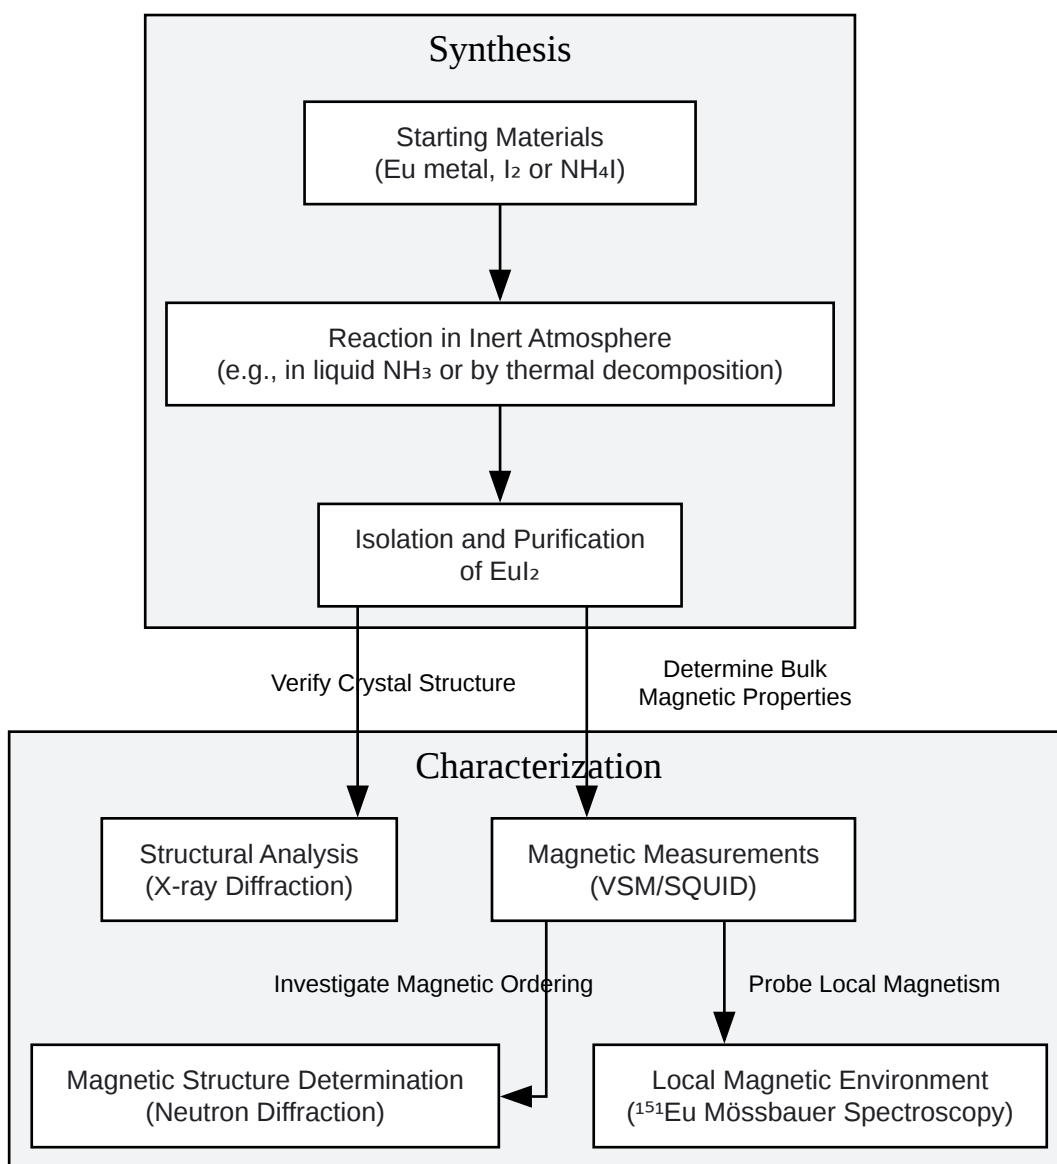 Synthesis
Starting Materials
(Eu metal, I₂ or NH₄I)
Reaction in Inert Atmosphere
(e.g., in liquid NH₃ or by thermal decomposition)
Isolation and Purification
of EuI₂
Verify Crystal Structure
Determine Bulk
Magnetic Properties
Characterization
Structural Analysis
(X-ray Diffraction)
Magnetic Measurements
(VSM/SQUID)
Investigate Magnetic Ordering
Probe Local Magnetism
Magnetic Structure Determination
(Neutron Diffraction)
Local Magnetic Environment
(¹⁵¹Eu Mössbauer Spectroscopy)